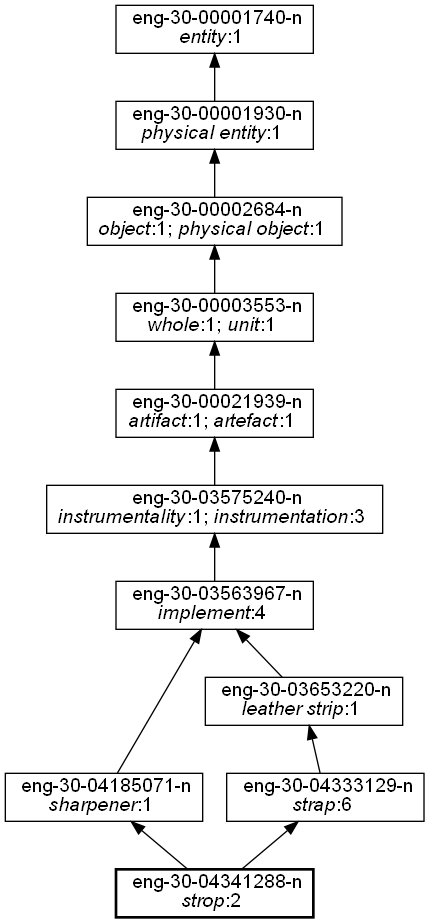 eng-30-00001740-n
entity:1
eng-30-00001930-n
physical entity:1
eng-30-00002684-n
object:1; physical object:1
eng-30-00003553-n
whole:1; unit:1
eng-30-00021939-n
artifact:1; artefact:1
eng-30-03575240-n
instrumentality:1; instrumentation:3
eng-30-03563967-n
implement:4
eng-30-03653220-n
leather strip:1
eng-30-04185071-n
sharpener:1
eng-30-04333129-n
strap:6
eng-30-04341288-n
strop:2